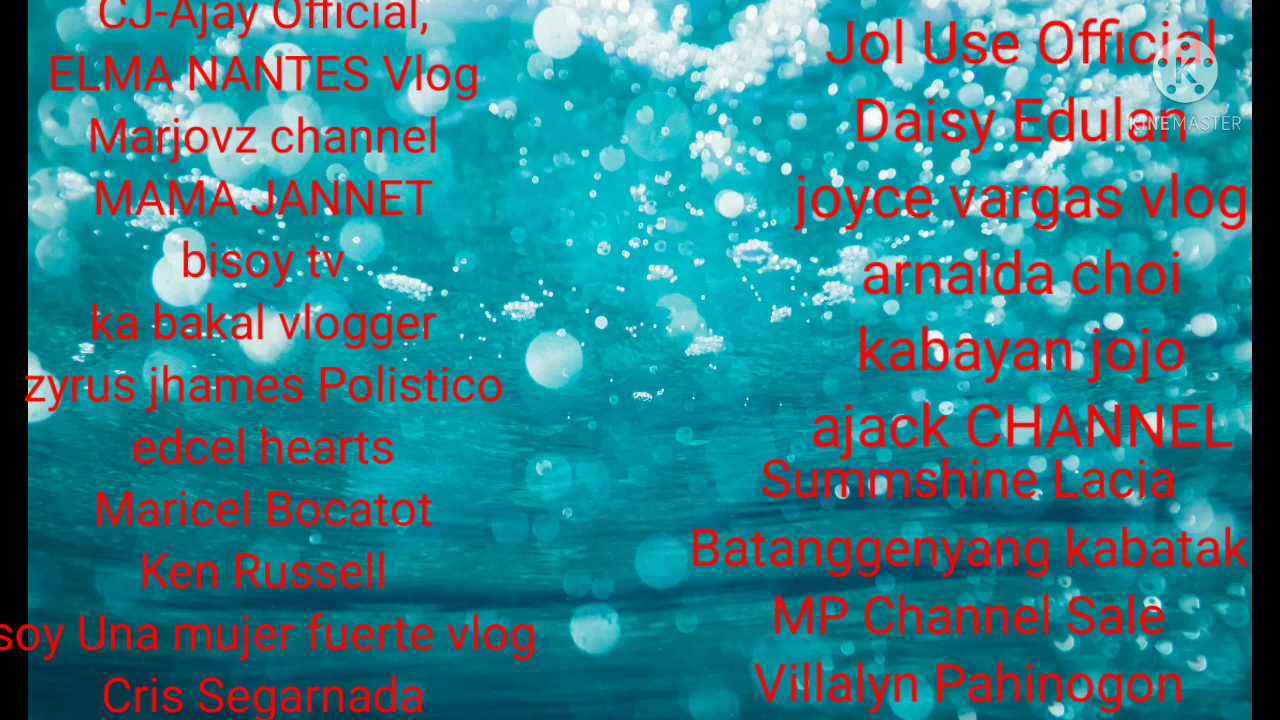 CJ-Ajay Official,
ELMA NANTES Vlog
Marjovz channel
MAMA JANNET
bisoy tv
ka bakal vlogger
zyrus jhames Polistico
edcel hearts
Maricel Bocatot
Ken Russell
soy Una mujer fuerte vlog
Cris Segarnada
Jol Use Official
Daisy Edulan
joyce vargas vlog
arnalda choi
kabayan jojo
ajack CHANNEL
Summshine Lacia
Batanggenyang kabatak
MP Channel Sale
Villalyn Pahinogon
K
KINEMASTER